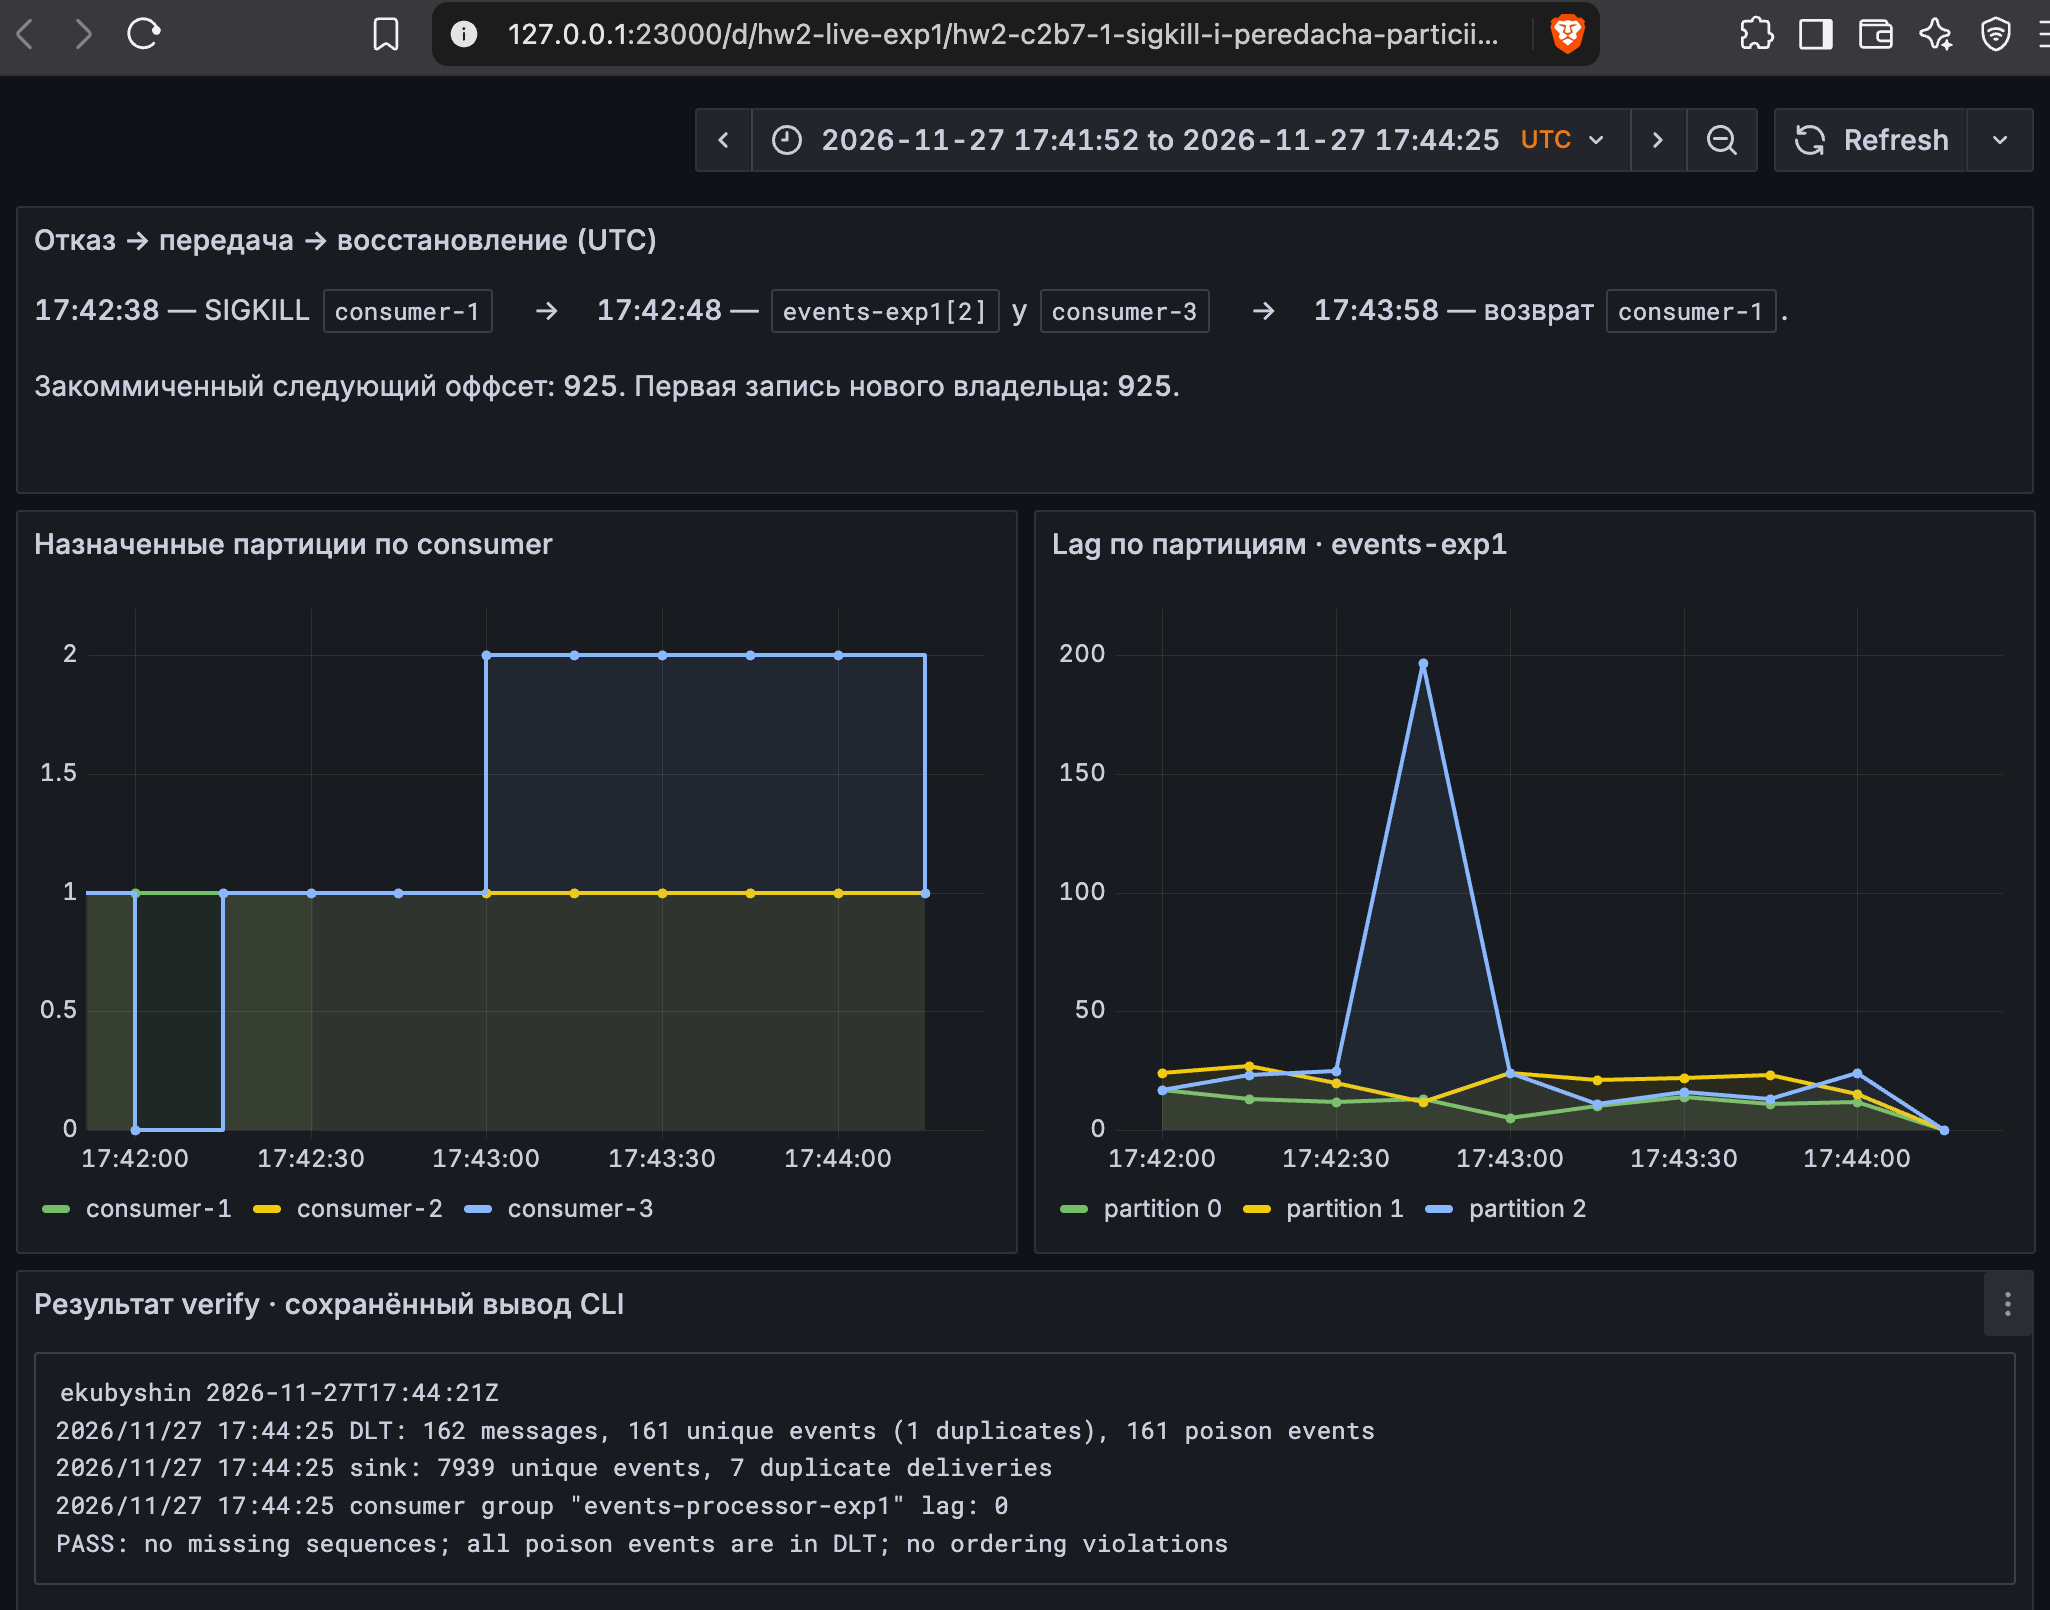 127.0.0.1:23000/d/hw2-live-exp1/hw2-c2b7-1-sigkill-i-peredacha-particii...
2026-11-27 17:41:52 to 2026-11-27 17:44:25 UTC
Refresh
Отказ → передача → восстановление (UTC)
17:42:38 — SIGKILL consumer-1 → 17:42:48 — events-exp1[2] у consumer-3 → 17:43:58 — возврат consumer-1.
Закоммиченный следующий оффсет: 925. Первая запись нового владельца: 925.
Назначенные партиции по consumer
2
1.5
1
0.5
0
17:42:00 17:42:30 17:43:00 17:43:30 17:44:00
consumer-1 consumer-2 consumer-3
Lag по партициям · events-exp1
200
150
100
50
0
17:42:00 17:42:30 17:43:00 17:43:30 17:44:00
partition 0 partition 1 partition 2
Результат verify · сохранённый вывод CLI
ekubyshin 2026-11-27T17:44:21Z
2026/11/27 17:44:25 DLT: 162 messages, 161 unique events (1 duplicates), 161 poison events
2026/11/27 17:44:25 sink: 7939 unique events, 7 duplicate deliveries
2026/11/27 17:44:25 consumer group "events-processor-exp1" lag: 0
PASS: no missing sequences; all poison events are in DLT; no ordering violations